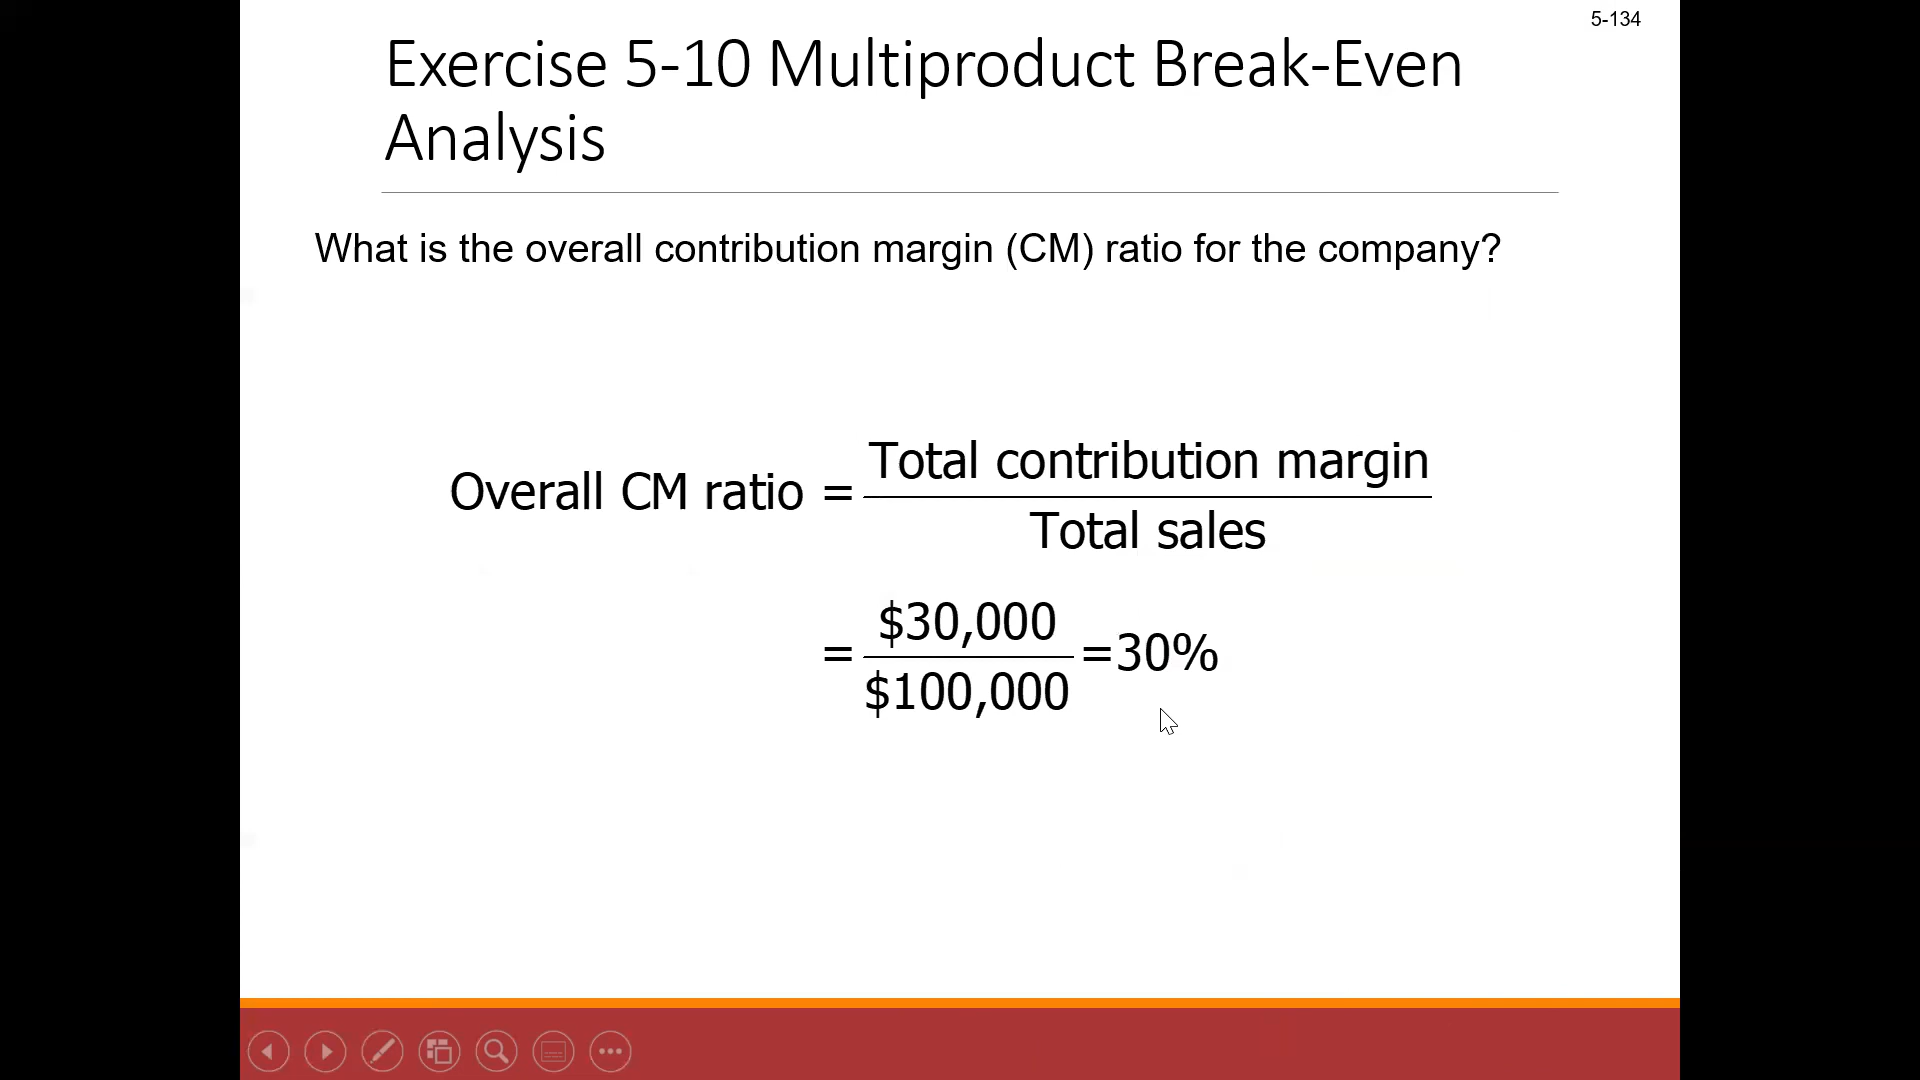 5-134
Exercise 5-10 Multiproduct Break-Even
Analysis
What is the overall contribution margin (CM) ratio for the company?
Overall CM ratio = Total contribution margin
Total sales
= $30,000
$100,000
=30%